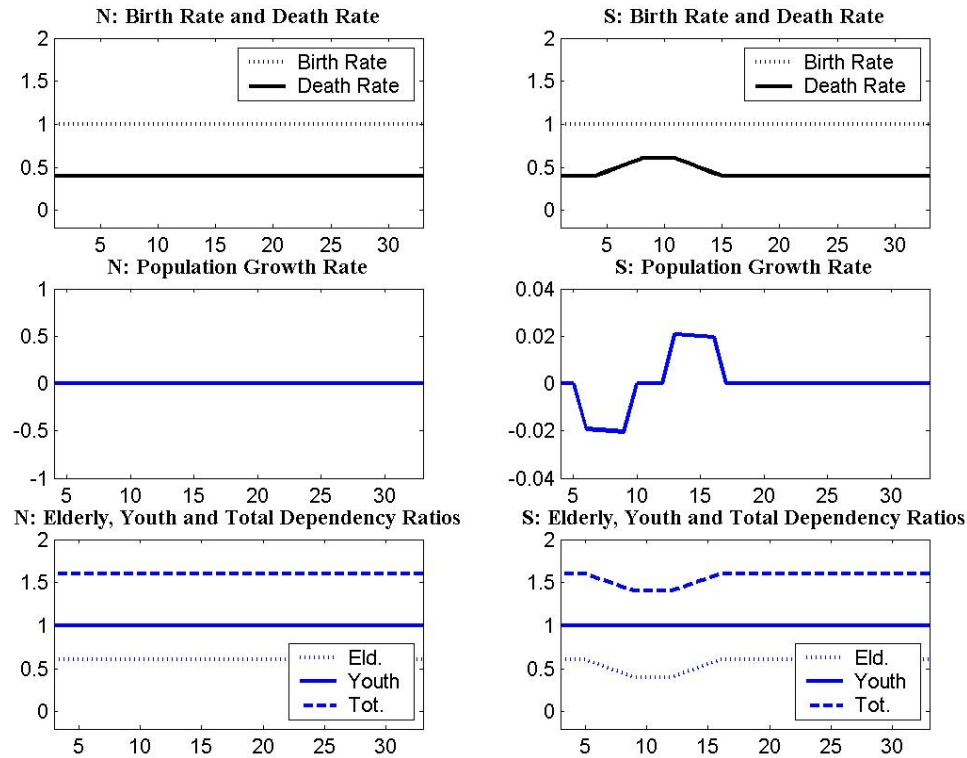 N: Birth Rate and Death Rate
2
1.5
1
0.5
0
Birth Rate
Death Rate
5 10 15 20 25 30
S: Birth Rate and Death Rate
2
1.5
1
0.5
0
Birth Rate
Death Rate
5 10 15 20 25 30
N: Population Growth Rate
1
0.5
0
-0.5
-1
5 10 15 20 25 30
S: Population Growth Rate
0.04
0.02
0
-0.02
-0.04
5 10 15 20 25 30
N: Elderly, Youth and Total Dependency Ratios
2
1.5
1
0.5
0
Eld.
Youth
Tot.
5 10 15 20 25 30
S: Elderly, Youth and Total Dependency Ratios
2
1.5
1
0.5
0
Eld.
Youth
Tot.
5 10 15 20 25 30